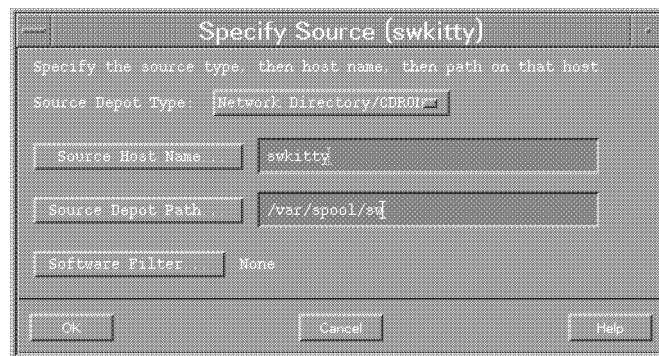 Specify Source (swkitty)
Specify the source type, then host name, then path on that host.
Source Depot Type: Network Directory/CDROM
Source Host Name... swkitty
Source Depot Path... /var/spool/sw
Software Filter... None
OK Cancel Help